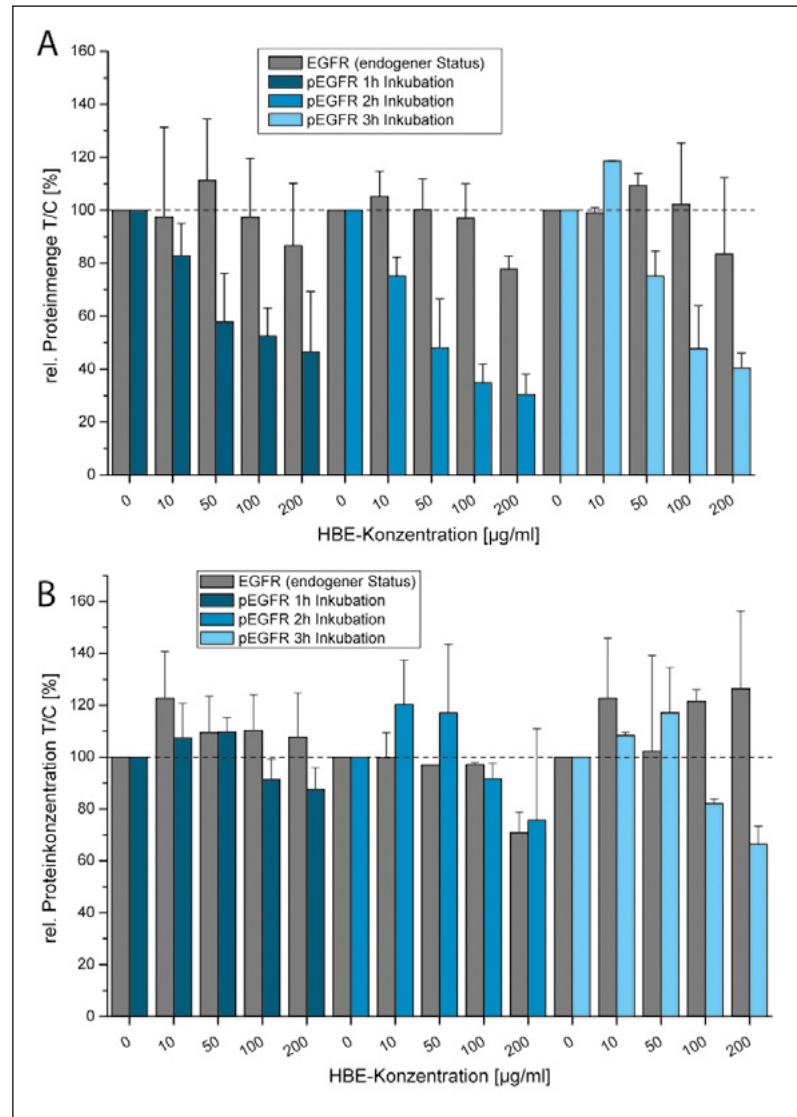 A
EGFR (endogener Status)
pEGFR 1h Inkubation
pEGFR 2h Inkubation
pEGFR 3h Inkubation
rel. Proteinmenge T/C [%]
160
140
120
100
80
60
40
20
0
0 10 50 100 200 0 10 50 100 200 0 10 50 100 200
HBE-Konzentration [µg/ml]
B
EGFR (endogener Status)
pEGFR 1h Inkubation
pEGFR 2h Inkubation
pEGFR 3h Inkubation
rel. Proteinkonzentration T/C [%]
160
140
120
100
80
60
40
20
0
0 10 50 100 200 0 10 50 100 200 0 10 50 100 200
HBE-Konzentration [µg/ml]